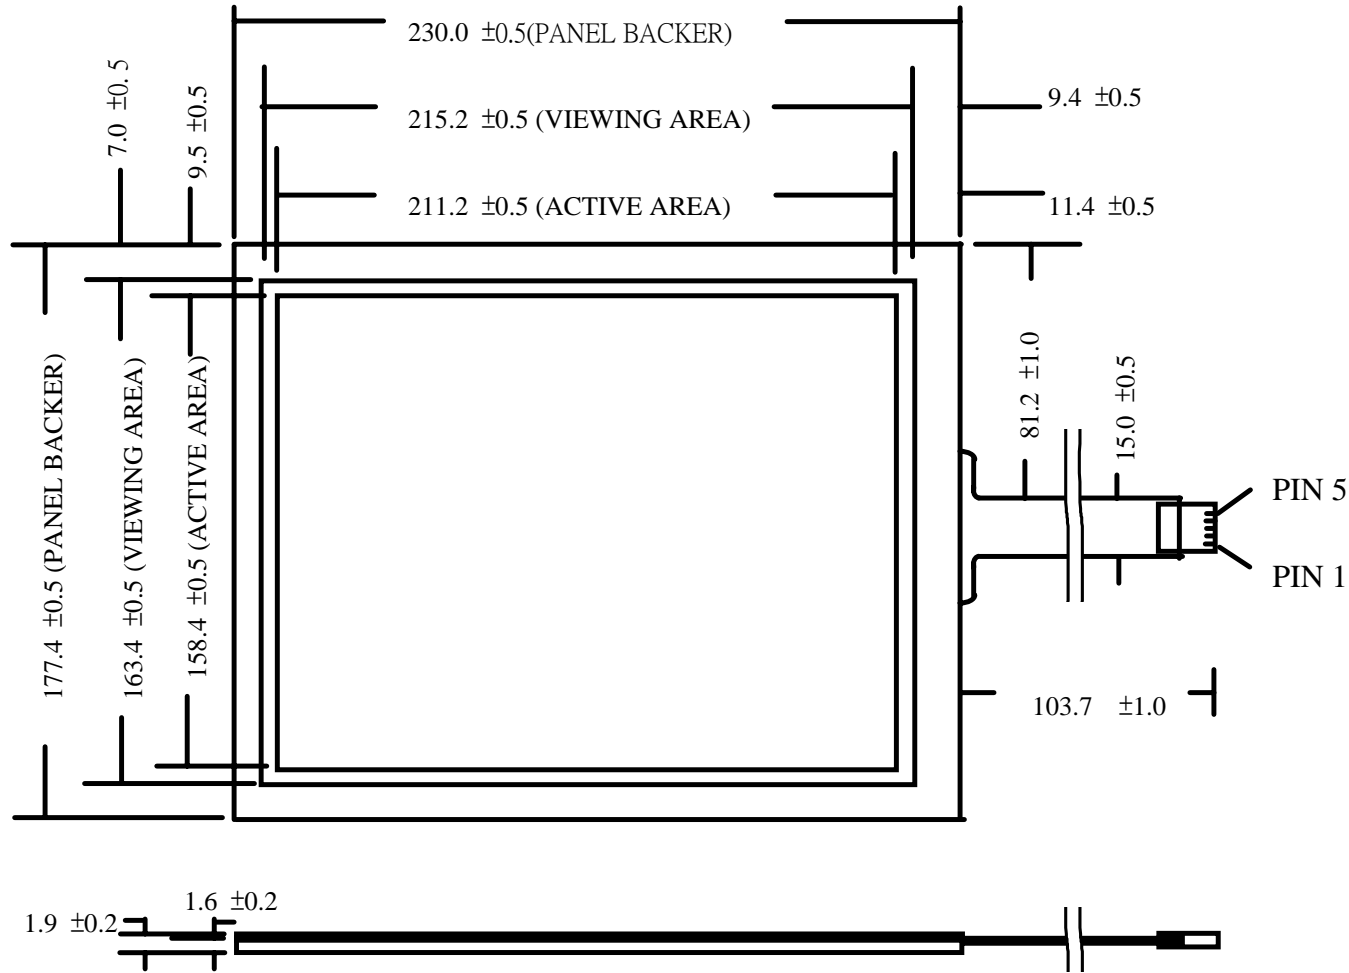 230.0 ±0.5(PANEL BACKER)
215.2 ±0.5 (VIEWING AREA)
211.2 ±0.5 (ACTIVE AREA)
9.4 ±0.5
11.4 ±0.5
7.0 ±0.5
9.5 ±0.5
177.4 ±0.5 (PANEL BACKER)
163.4 ±0.5 (VIEWING AREA)
158.4 ±0.5 (ACTIVE AREA)
81.2 ±1.0
15.0 ±0.5
PIN 5
PIN 1
103.7 ±1.0
1.6 ±0.2
1.9 ±0.2